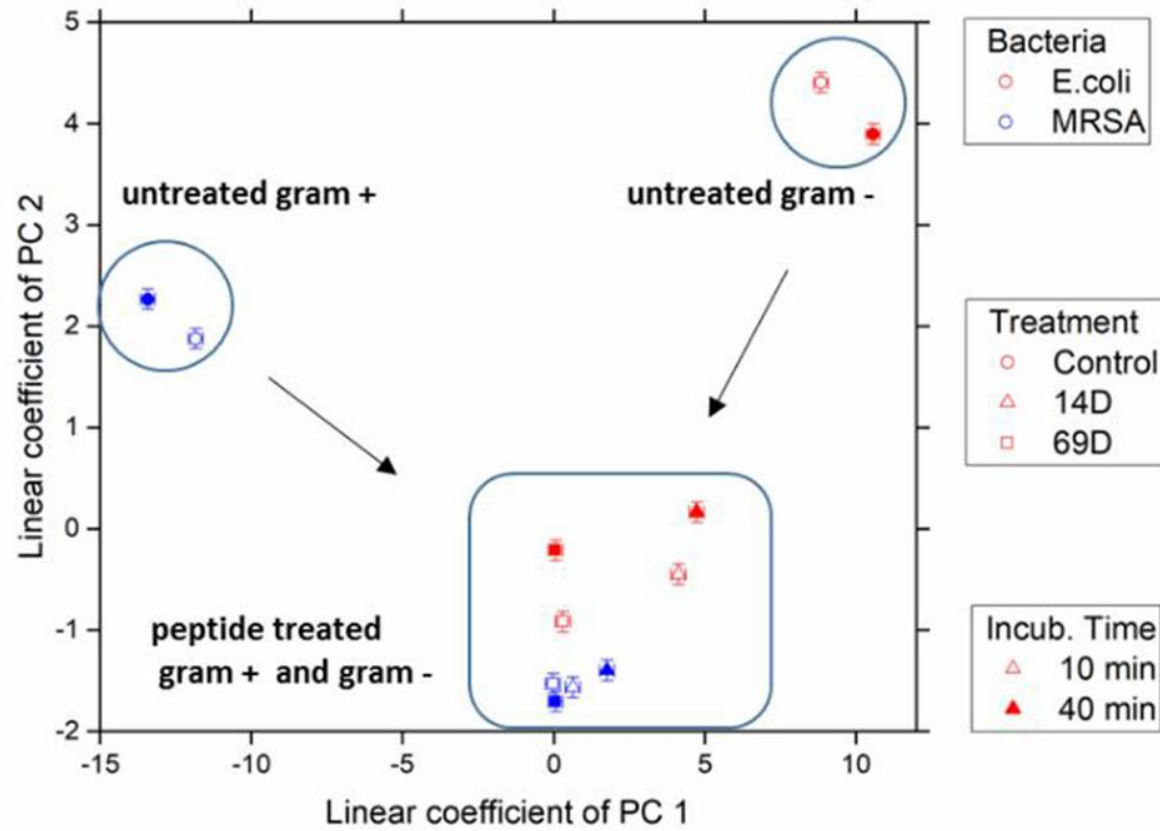 5
4
3
2
1
0
-1
-2
Linear coefficient of PC 2
untreated gram +
untreated gram -
peptide treated
gram + and gram -
-15 -10 -5 0 5 10
Linear coefficient of PC 1
Bacteria
E.coli
MRSA
Treatment
Control
14D
69D
Incub. Time
10 min
40 min